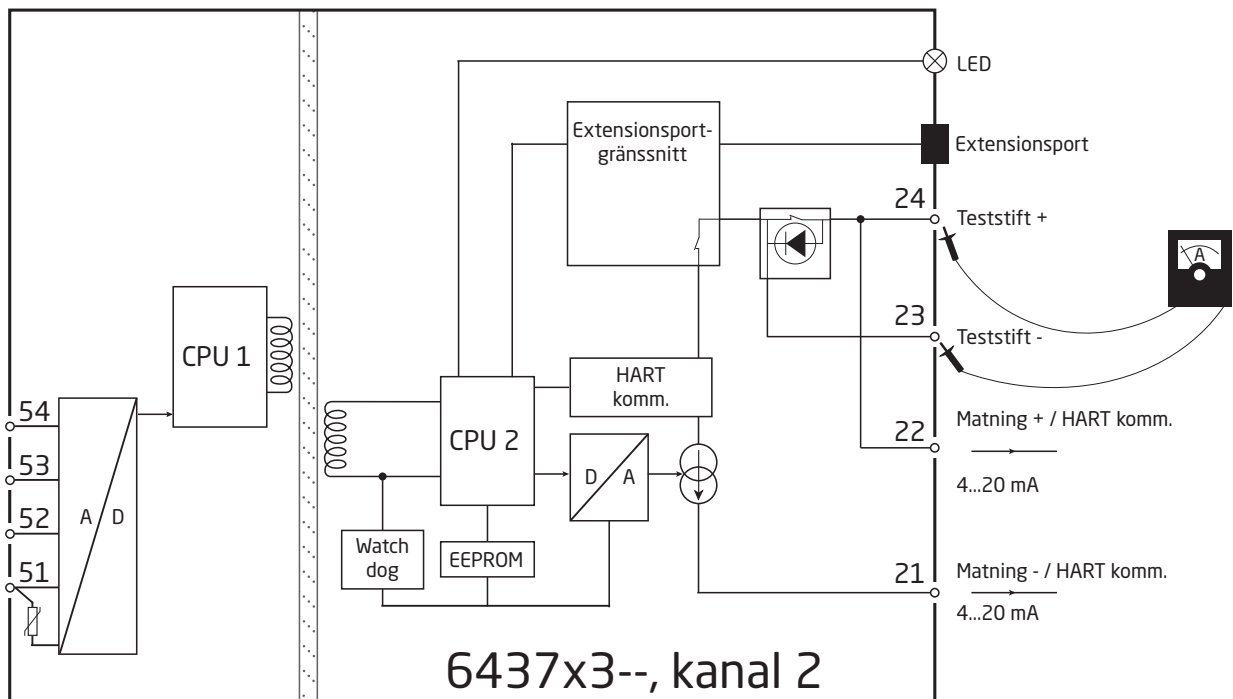 LED
Extensionsport-
gränssnitt
Extensionsport
24
Teststift +
A
23
Teststift -
CPU 1
HART
komm.
54
Matning + / HART komm.
22
CPU 2
53
D
A
4...20 mA
52
A
D
Watch
dog
EEPROM
51
21
Matning - / HART komm.
4...20 mA
6437x3--, kanal 2